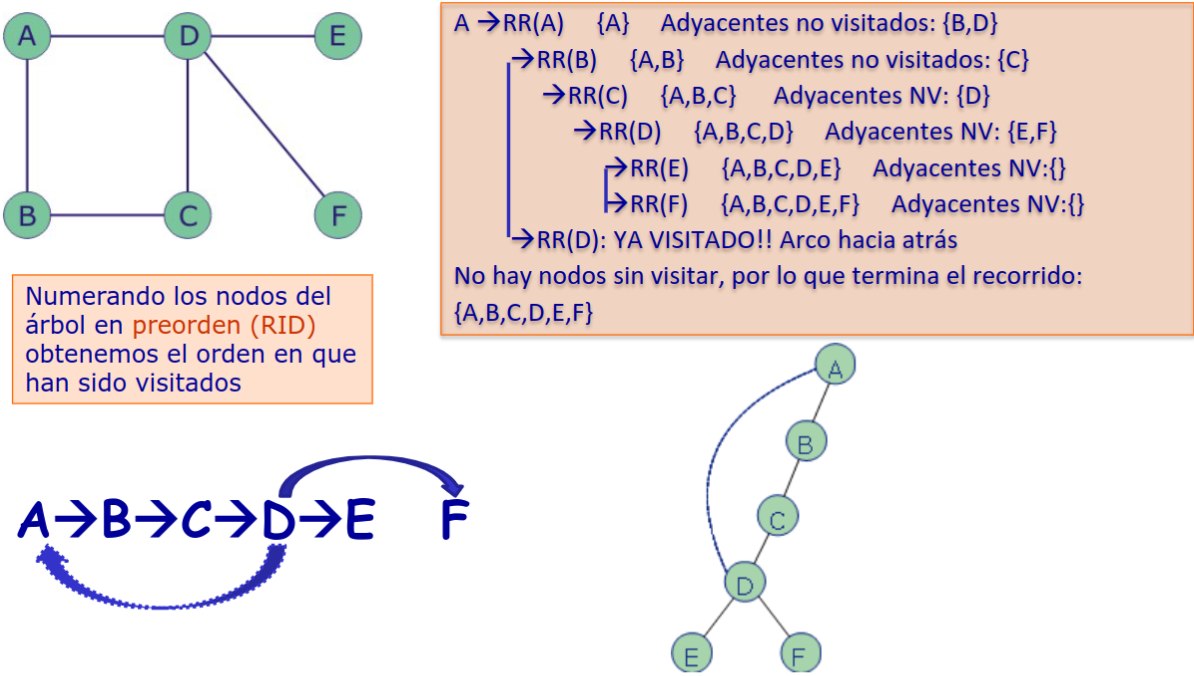 A D E
B C F
A →RR(A) {A} Adyacentes no visitados: {B,D}
→RR(B) {A,B} Adyacentes no visitados: {C}
→RR(C) {A,B,C} Adyacentes NV: {D}
→RR(D) {A,B,C,D} Adyacentes NV: {E,F}
→RR(E) {A,B,C,D,E} Adyacentes NV:{}
→RR(F) {A,B,C,D,E,F} Adyacentes NV:{}
→RR(D): YA VISITADO!! Arco hacia atrás
No hay nodos sin visitar, por lo que termina el recorrido:
{A,B,C,D,E,F}
Numerando los nodos del
árbol en preorden (RID)
obtenemos el orden en que
han sido visitados
A→B→C→D→E F
A
B
C
D
E F